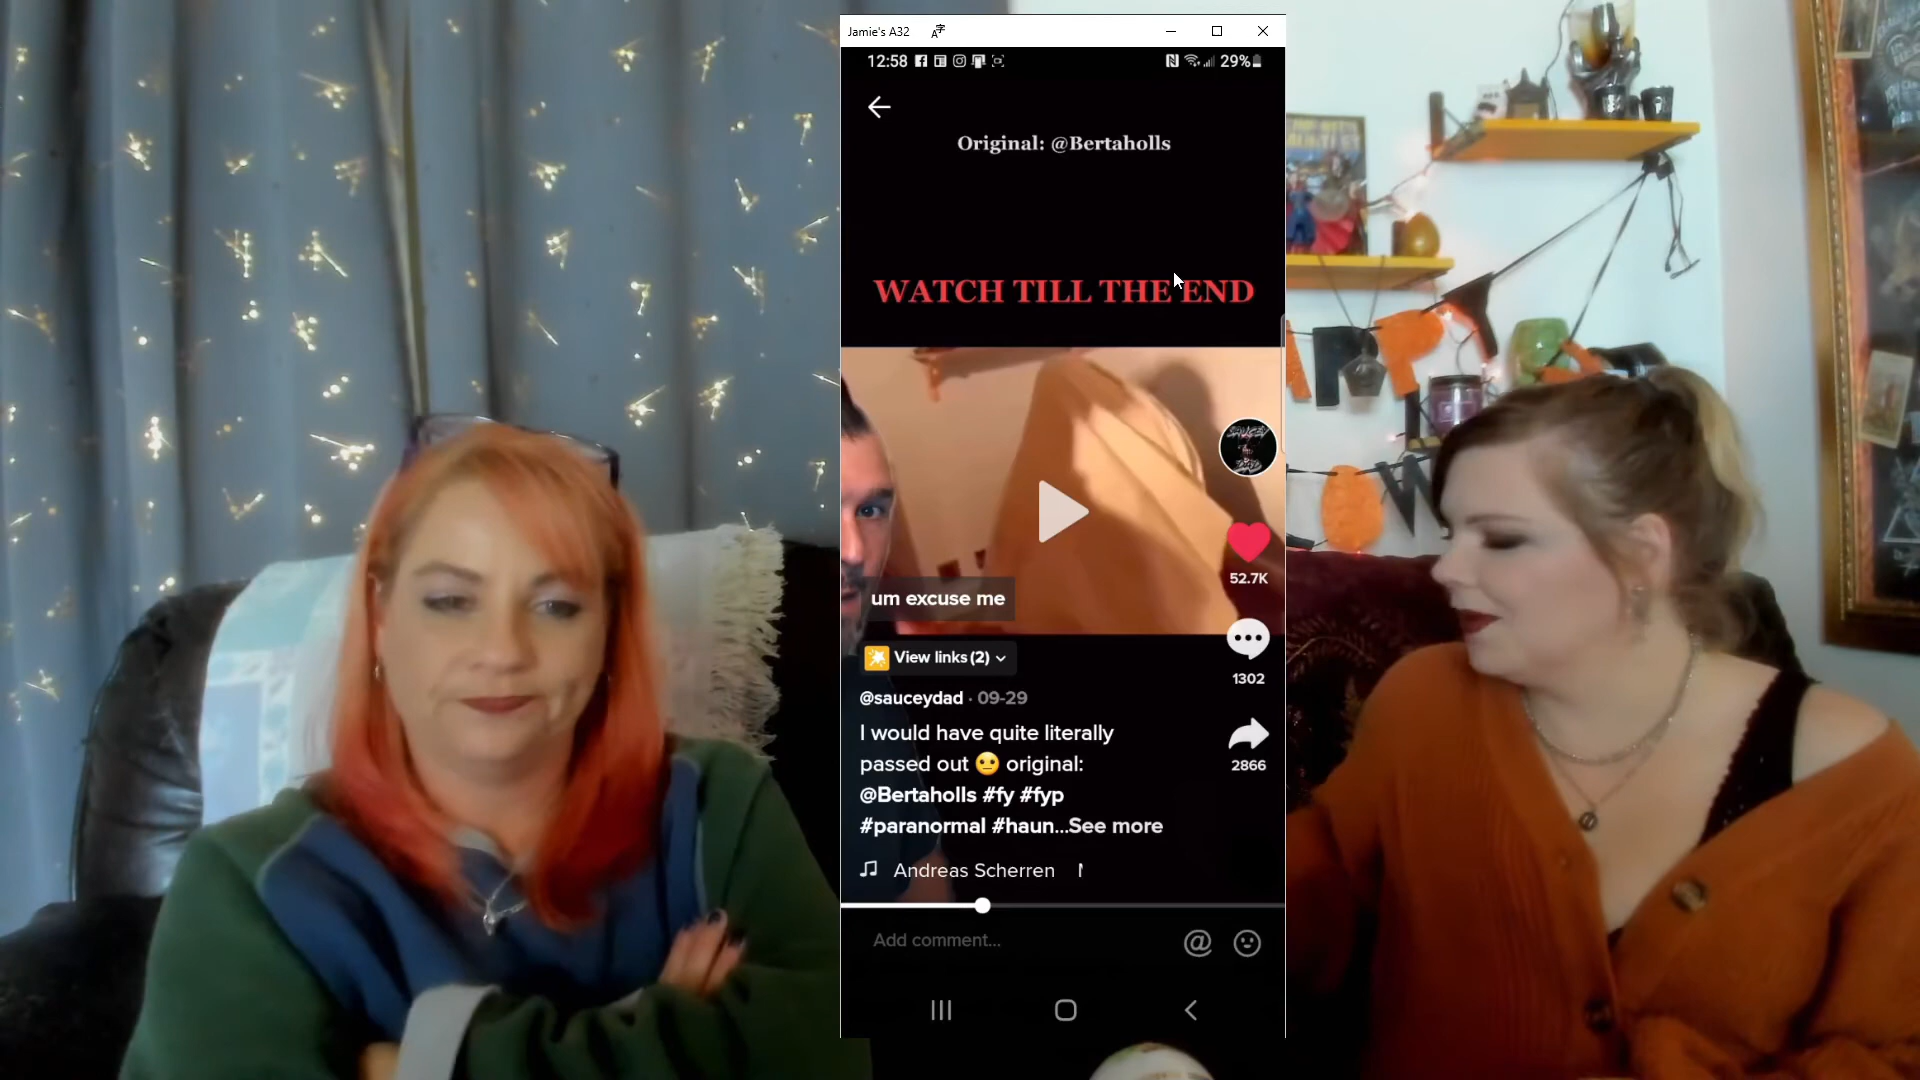 Jamie's A32
12:58
29%
Original: @Bertaholls
WATCH TILL THE END
um excuse me
52.7K
View links (2)
1302
@sauceydad · 09-29
I would have quite literally
passed out 😐 original:
2866
@Bertaholls #fy #fyp
#paranormal #haun...See more
Andreas Scherren
Add comment...
@